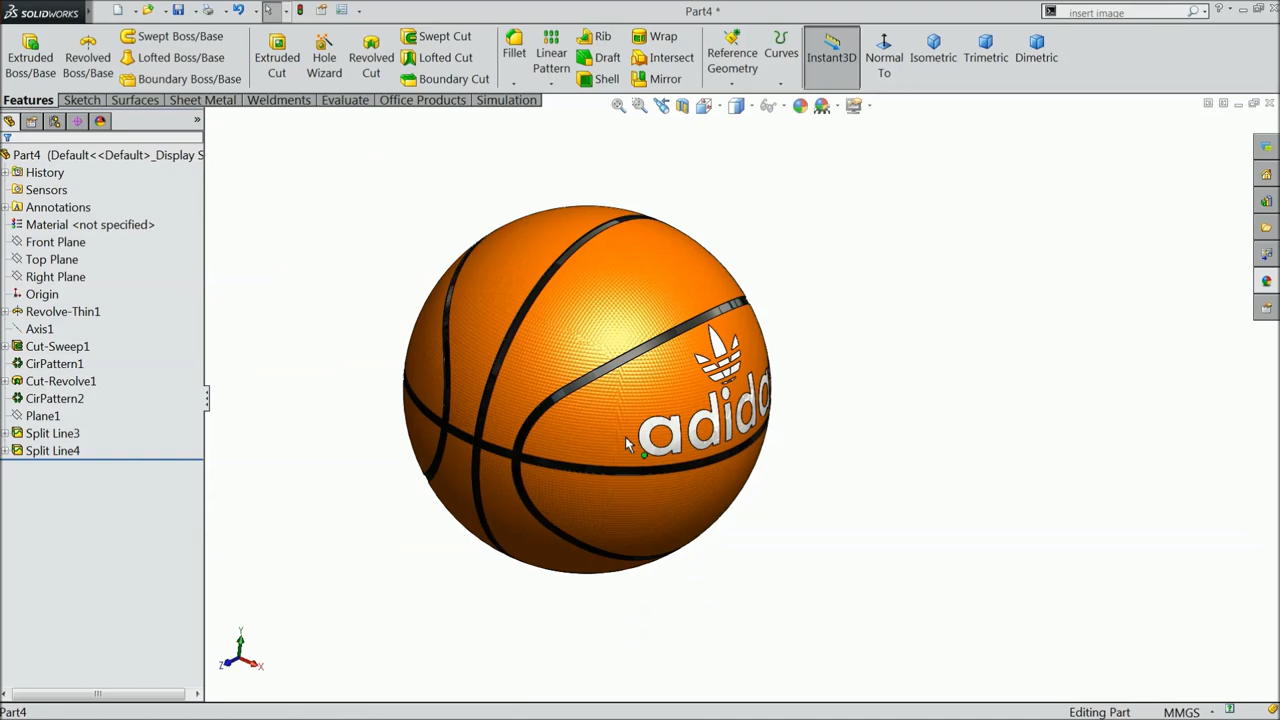 SOLIDWORKS
Part4 *
insert image
Extruded Boss/Base
Revolved Boss/Base
Swept Boss/Base
Lofted Boss/Base
Boundary Boss/Base
Extruded Cut
Hole Wizard
Revolved Cut
Swept Cut
Lofted Cut
Boundary Cut
Fillet
Linear Pattern
Rib
Draft
Shell
Wrap
Intersect
Mirror
Reference Geometry
Curves
Instant3D
Normal To
Isometric
Trimetric
Dimetric
Features
Sketch
Surfaces
Sheet Metal
Weldments
Evaluate
Office Products
Simulation
Part4 (Default<<Default>_Display S
History
Sensors
Annotations
Material <not specified>
Front Plane
Top Plane
Right Plane
Origin
Revolve-Thin1
Axis1
Cut-Sweep1
CirPattern1
Cut-Revolve1
CirPattern2
Plane1
Split Line3
Split Line4
adida
Y
Z
X
Part4
Editing Part
MMGS